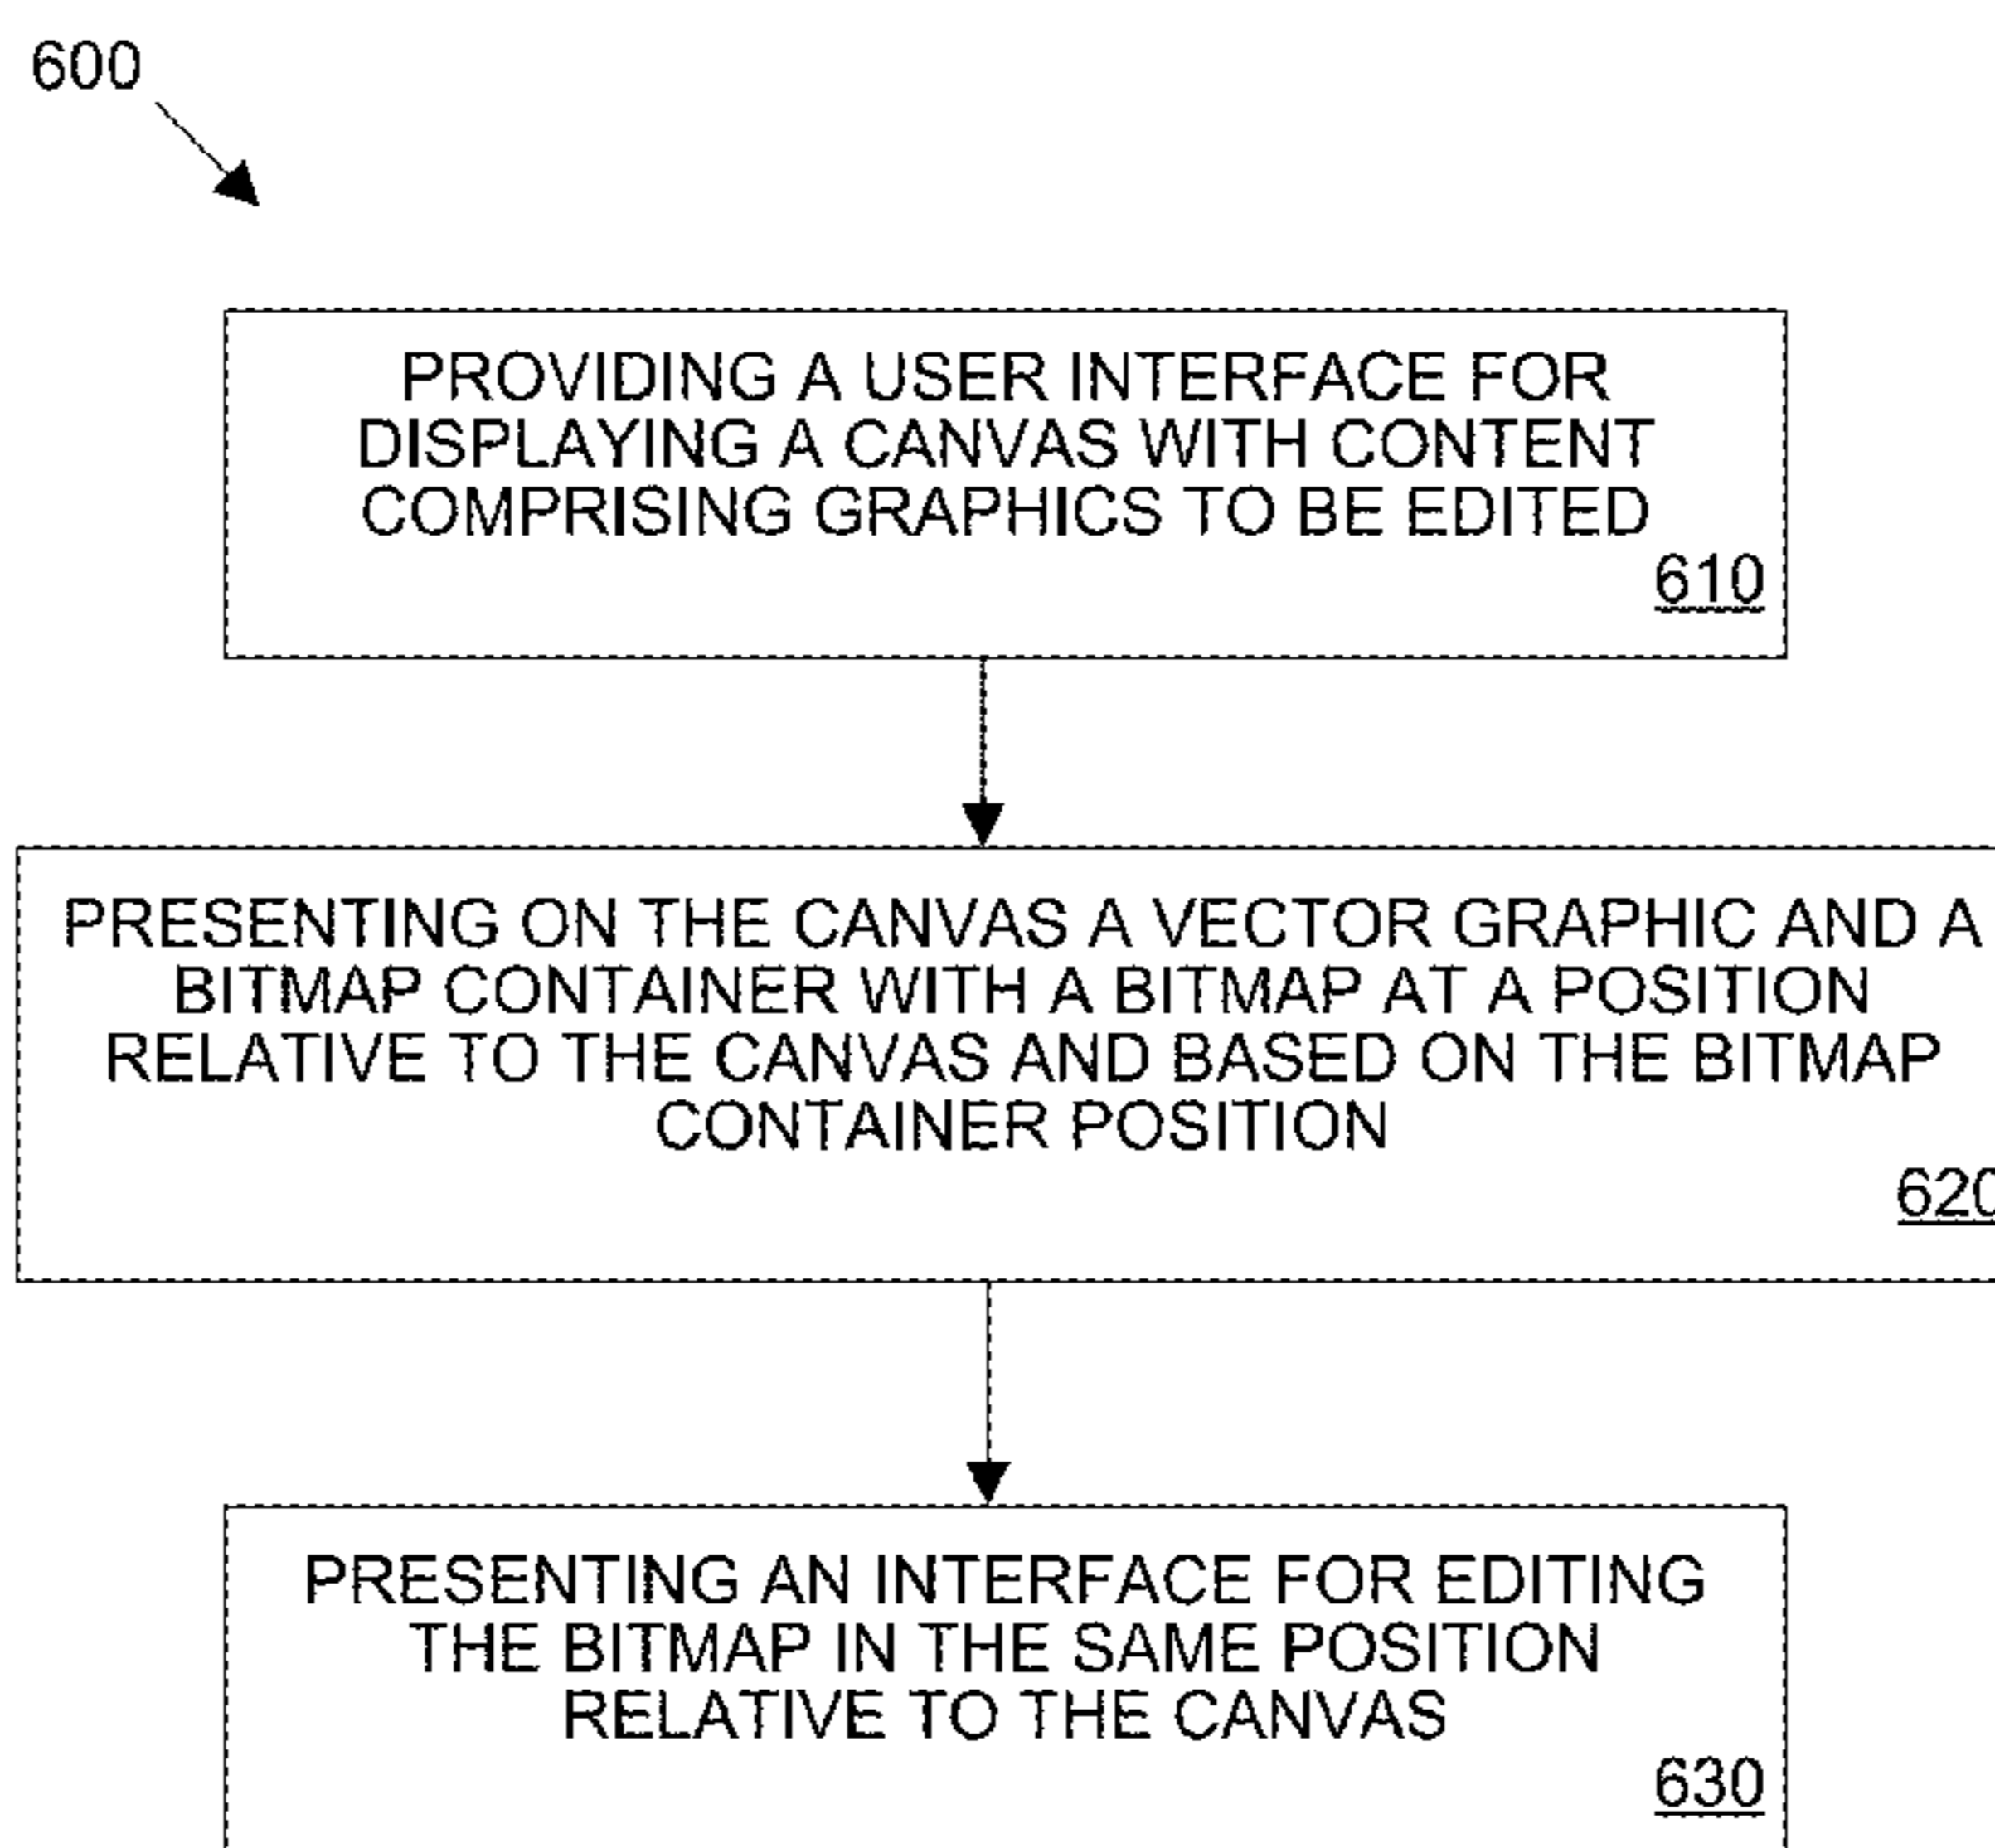 600
PROVIDING A USER INTERFACE FOR
DISPLAYING A CANVAS WITH CONTENT
COMPRISING GRAPHICS TO BE EDITED
610
PRESENTING ON THE CANVAS A VECTOR GRAPHIC AND A
BITMAP CONTAINER WITH A BITMAP AT A POSITION
RELATIVE TO THE CANVAS AND BASED ON THE BITMAP
CONTAINER POSITION
620
PRESENTING AN INTERFACE FOR EDITING
THE BITMAP IN THE SAME POSITION
RELATIVE TO THE CANVAS
630